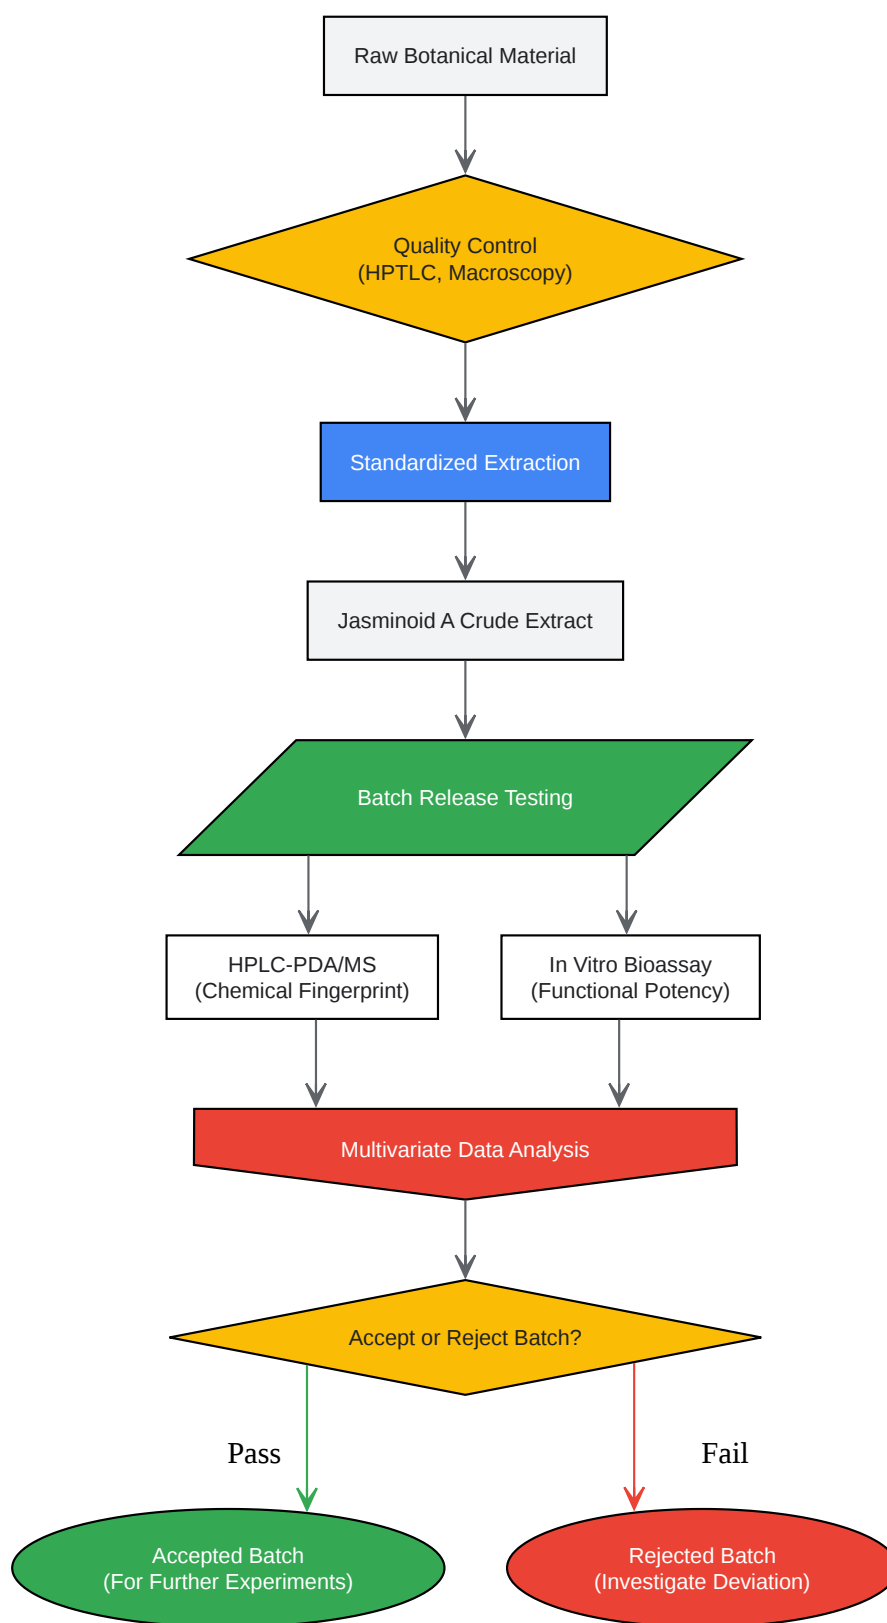 Raw Botanical Material
Quality Control
(HPTLC, Macroscopy)
Standardized Extraction
Jasminoid A Crude Extract
Batch Release Testing
HPLC-PDA/MS
(Chemical Fingerprint)
In Vitro Bioassay
(Functional Potency)
Multivariate Data Analysis
Accept or Reject Batch?
Pass
Fail
Accepted Batch
(For Further Experiments)
Rejected Batch
(Investigate Deviation)